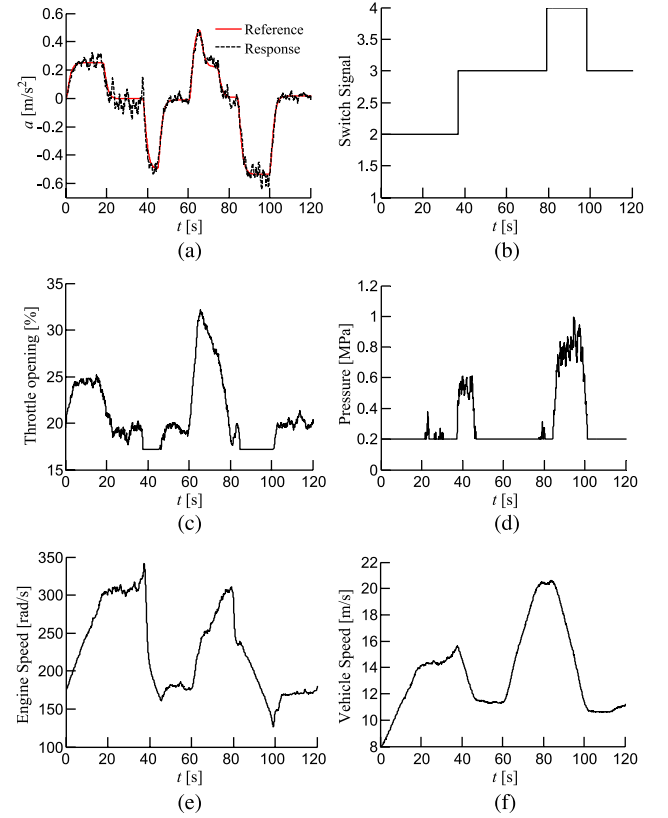 0.6
0.4
0.2
0
-0.2
-0.4
-0.6
a [m/s²]
Reference
Response
0 20 40 60 80 100 120
t [s]
(a)
4
3.5
3
2.5
2
1.5
1
Switch Signal
0 20 40 60 80 100 120
t [s]
(b)
35
30
25
20
15
Throttle opening [%]
0 20 40 60 80 100 120
t [s]
(c)
1.2
1
0.8
0.6
0.4
0.2
0
Pressure [MPa]
0 20 40 60 80 100 120
t [s]
(d)
350
300
250
200
150
100
Engine Speed [rad/s]
0 20 40 60 80 100 120
t [s]
(e)
22
20
18
16
14
12
10
8
Vehicle Speed [m/s]
0 20 40 60 80 100 120
t [s]
(f)